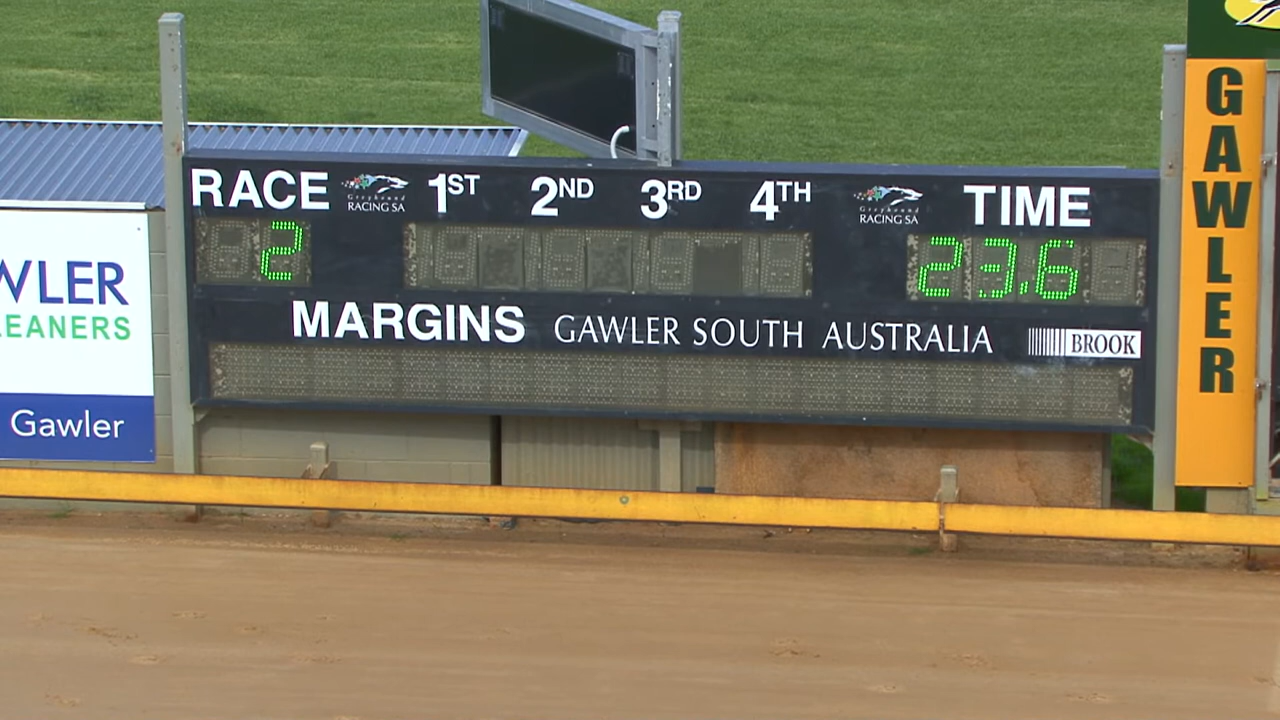 RACE
Greyhound
RACING SA
1ST
2ND
3RD
4TH
Greyhound
RACING SA
TIME
2
23.6
MARGINS
GAWLER SOUTH AUSTRALIA
BROOK
WLER
EANERS
Gawler
GAWLER